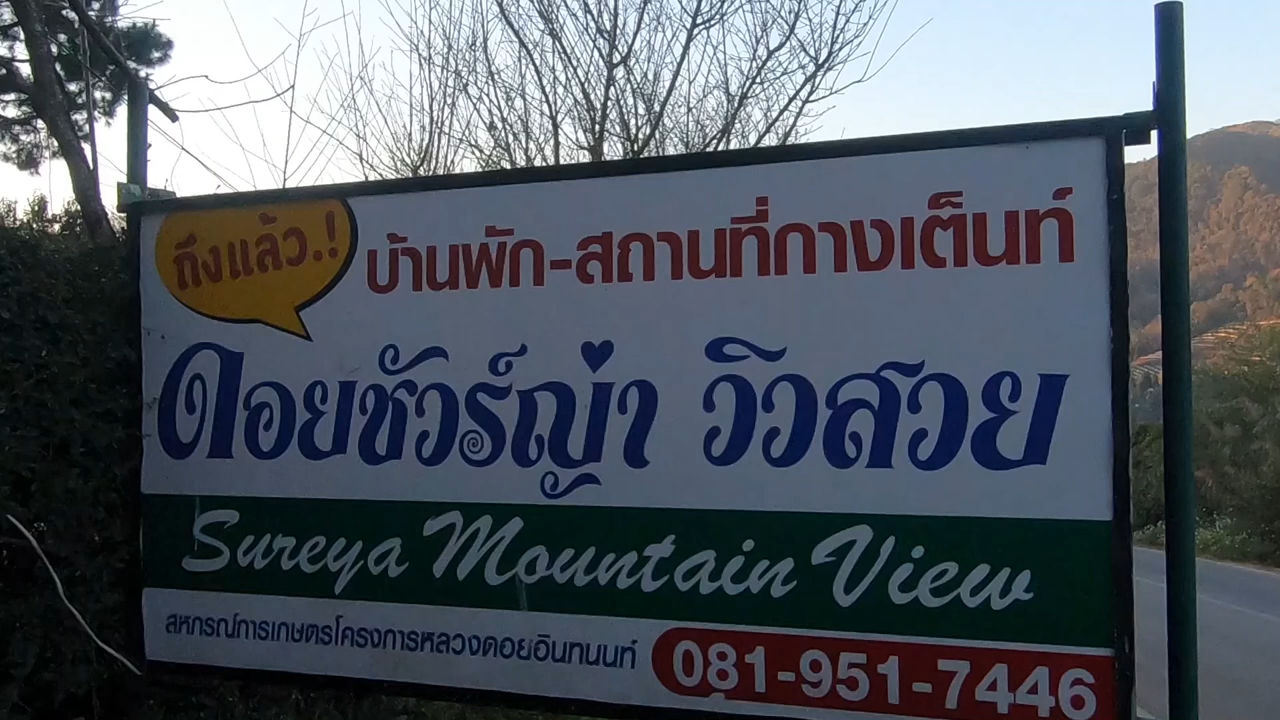 ถึงแล้ว.!
บ้านพัก-สถานที่กางเต็นท์
ดอยซัวร์ญ่า วิวสวย
Sureya Mountain View
สหกรณ์การเกษตรโครงการหลวงดอยอินทนนท์
081-951-7446